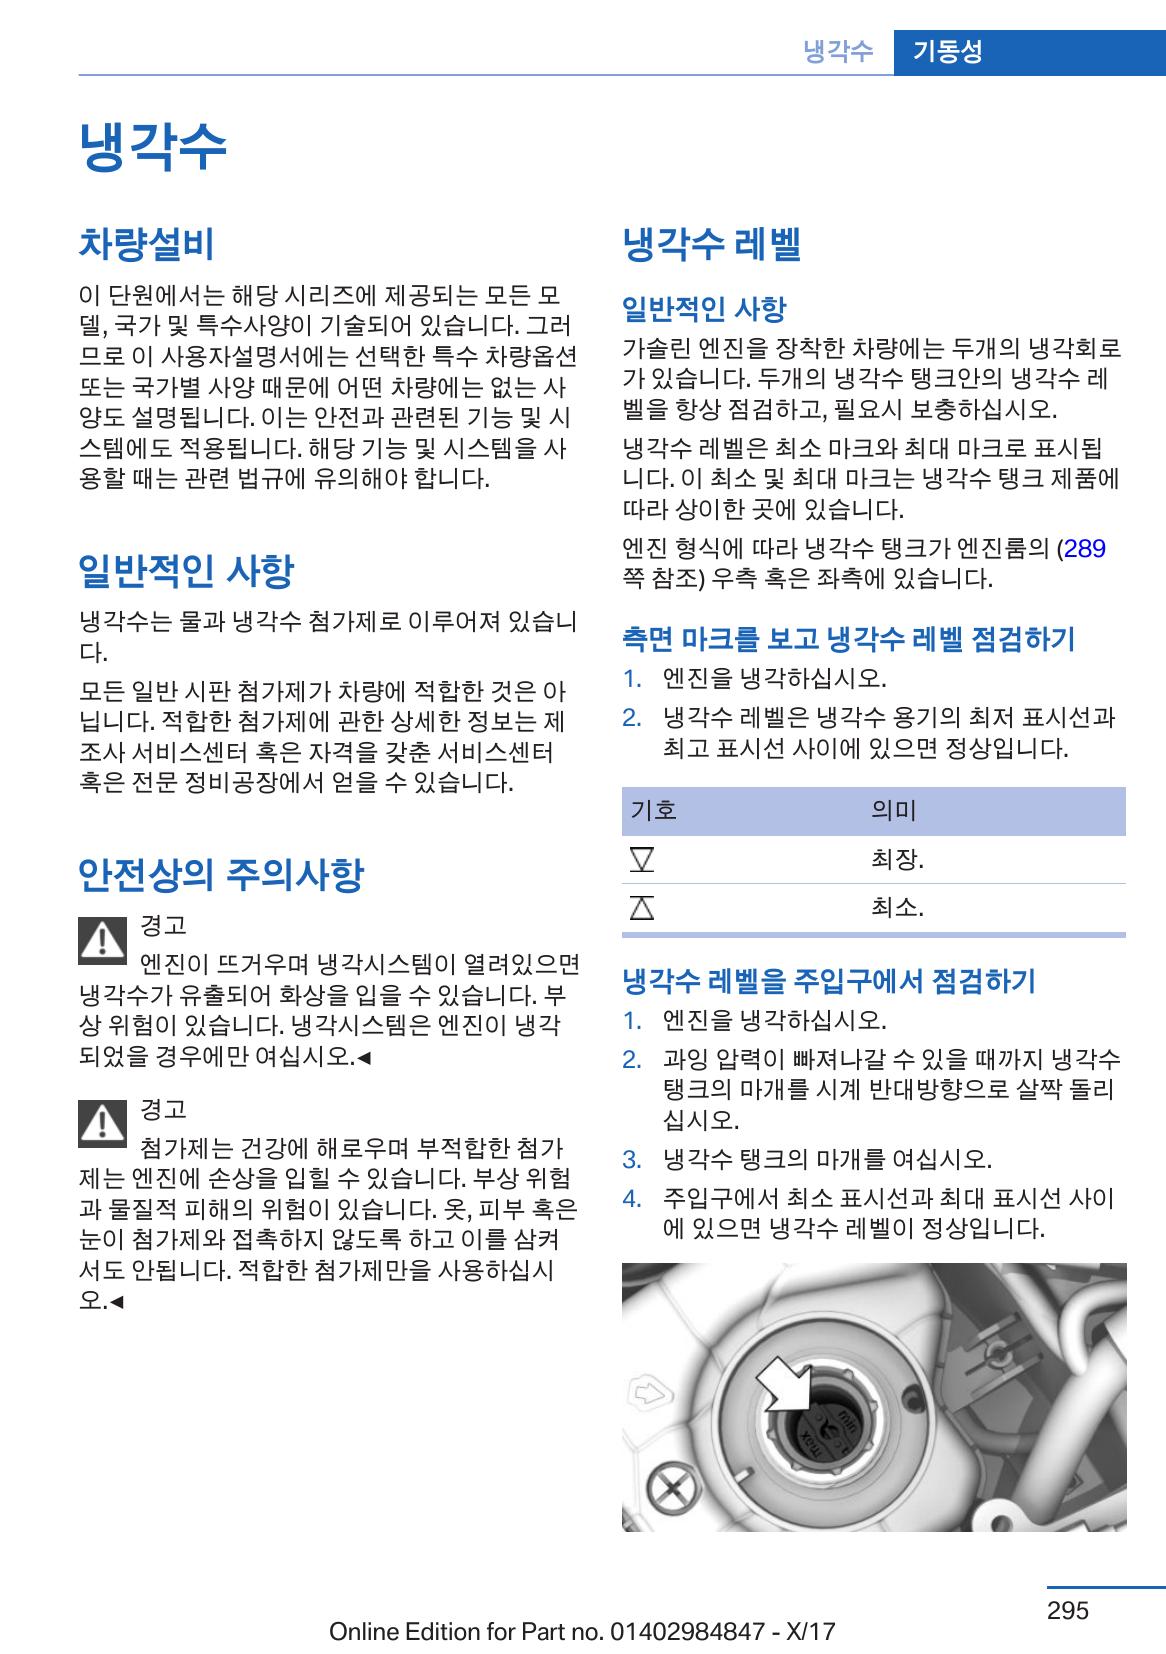 냉각수 기동성
냉각수
차량설비
이 단원에서는 해당 시리즈에 제공되는 모든 모
델, 국가 및 특수사양이 기술되어 있습니다. 그러
므로 이 사용자설명서에는 선택한 특수 차량옵션
또는 국가별 사양 때문에 어떤 차량에는 없는 사
양도 설명됩니다. 이는 안전과 관련된 기능 및 시
스템에도 적용됩니다. 해당 기능 및 시스템을 사
용할 때는 관련 법규에 유의해야 합니다.
일반적인 사항
냉각수는 물과 냉각수 첨가제로 이루어져 있습니
다.
모든 일반 시판 첨가제가 차량에 적합한 것은 아
닙니다. 적합한 첨가제에 관한 상세한 정보는 제
조사 서비스센터 혹은 자격을 갖춘 서비스센터
혹은 전문 정비공장에서 얻을 수 있습니다.
안전상의 주의사항
경고
엔진이 뜨거우며 냉각시스템이 열려있으면
냉각수가 유출되어 화상을 입을 수 있습니다. 부
상 위험이 있습니다. 냉각시스템은 엔진이 냉각
되었을 경우에만 여십시오.◄
경고
첨가제는 건강에 해로우며 부적합한 첨가
제는 엔진에 손상을 입힐 수 있습니다. 부상 위험
과 물질적 피해의 위험이 있습니다. 옷, 피부 혹은
눈이 첨가제와 접촉하지 않도록 하고 이를 삼켜
서도 안됩니다. 적합한 첨가제만을 사용하십시
오.◄
냉각수 레벨
일반적인 사항
가솔린 엔진을 장착한 차량에는 두개의 냉각회로
가 있습니다. 두개의 냉각수 탱크안의 냉각수 레
벨을 항상 점검하고, 필요시 보충하십시오.
냉각수 레벨은 최소 마크와 최대 마크로 표시됩
니다. 이 최소 및 최대 마크는 냉각수 탱크 제품에
따라 상이한 곳에 있습니다.
엔진 형식에 따라 냉각수 탱크가 엔진룸의 (289
쪽 참조) 우측 혹은 좌측에 있습니다.
측면 마크를 보고 냉각수 레벨 점검하기
1. 엔진을 냉각하십시오.
2. 냉각수 레벨은 냉각수 용기의 최저 표시선과
최고 표시선 사이에 있으면 정상입니다.
기호 의미
최장.
최소.
냉각수 레벨을 주입구에서 점검하기
1. 엔진을 냉각하십시오.
2. 과잉 압력이 빠져나갈 수 있을 때까지 냉각수
탱크의 마개를 시계 반대방향으로 살짝 돌리
십시오.
3. 냉각수 탱크의 마개를 여십시오.
4. 주입구에서 최소 표시선과 최대 표시선 사이
에 있으면 냉각수 레벨이 정상입니다.
min
max
295
Online Edition for Part no. 01402984847 - X/17